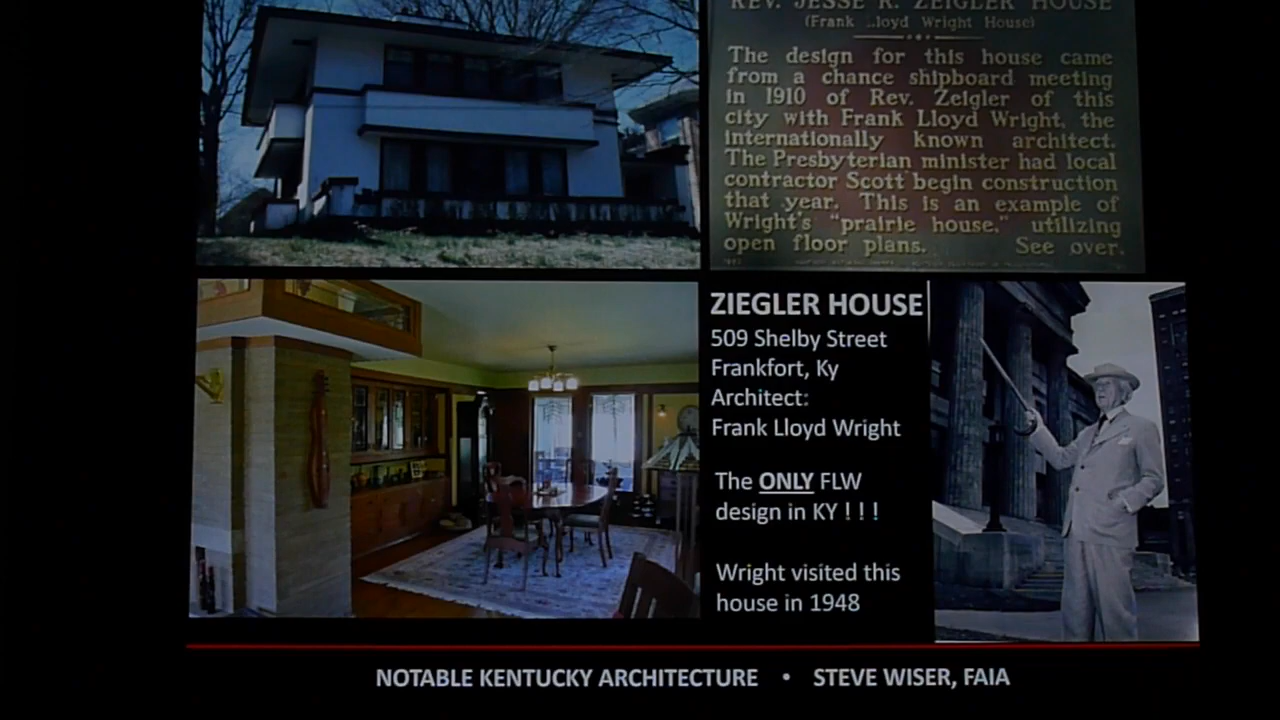 REV. JESSE R. ZEIGLER HOUSE
(Frank Lloyd Wright House)
The design for this house came
from a chance shipboard meeting
in 1910 of Rev. Zeigler of this
city with Frank Lloyd Wright, the
internationally known architect.
The Presbyterian minister had local
contractor Scott begin construction
that year. This is an example of
Wright's "prairie house," utilizing
open floor plans. See over.
ZIEGLER HOUSE
509 Shelby Street
Frankfort, Ky
Architect:
Frank Lloyd Wright
The ONLY FLW
design in KY ! ! !
Wright visited this
house in 1948
NOTABLE KENTUCKY ARCHITECTURE • STEVE WISER, FAIA